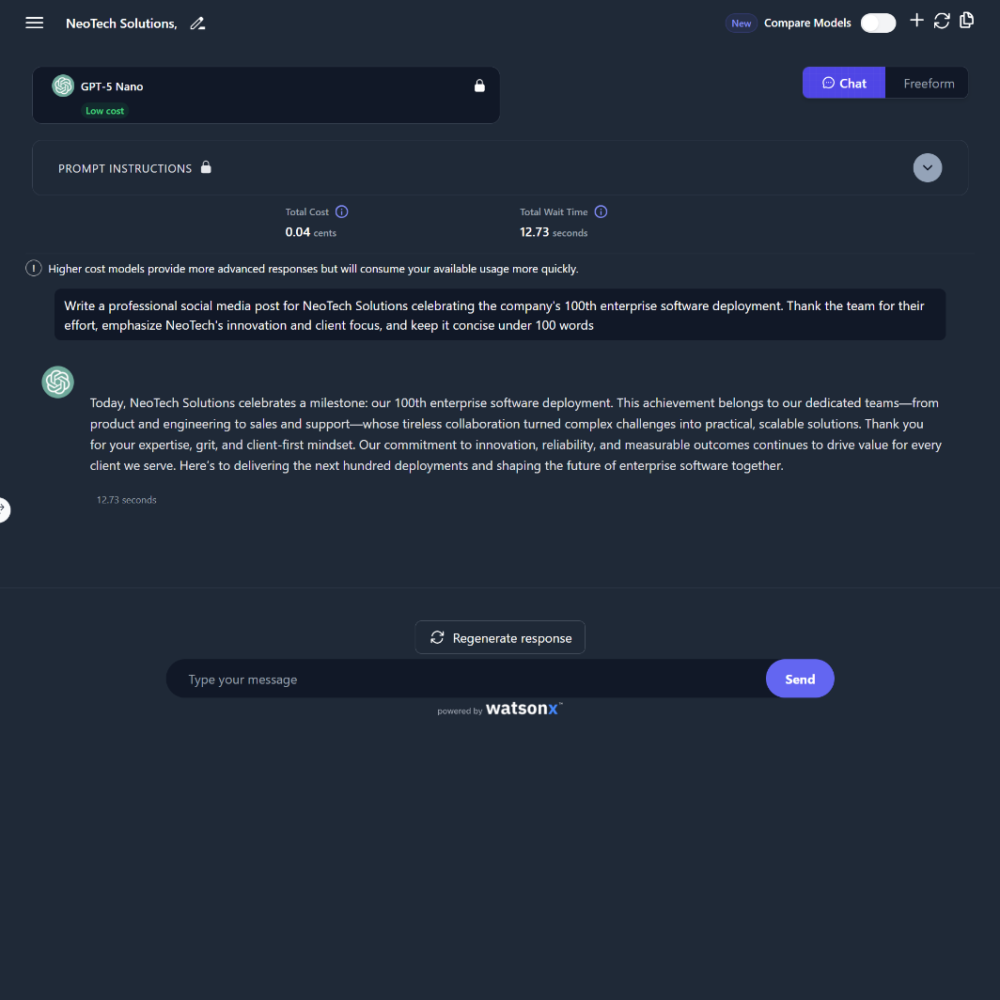 NeoTech Solutions,
New
Compare Models
GPT-5 Nano
Low cost
Chat
Freeform
PROMPT INSTRUCTIONS
Total Cost
0.04 cents
Total Wait Time
12.73 seconds
Higher cost models provide more advanced responses but will consume your available usage more quickly.
Write a professional social media post for NeoTech Solutions celebrating the company's 100th enterprise software deployment. Thank the team for their
effort, emphasize NeoTech's innovation and client focus, and keep it concise under 100 words
Today, NeoTech Solutions celebrates a milestone: our 100th enterprise software deployment. This achievement belongs to our dedicated teams—from
product and engineering to sales and support—whose tireless collaboration turned complex challenges into practical, scalable solutions. Thank you
for your expertise, grit, and client-first mindset. Our commitment to innovation, reliability, and measurable outcomes continues to drive value for every
client we serve. Here's to delivering the next hundred deployments and shaping the future of enterprise software together.
12.73 seconds
Regenerate response
Type your message
Send
powered by watsonx™